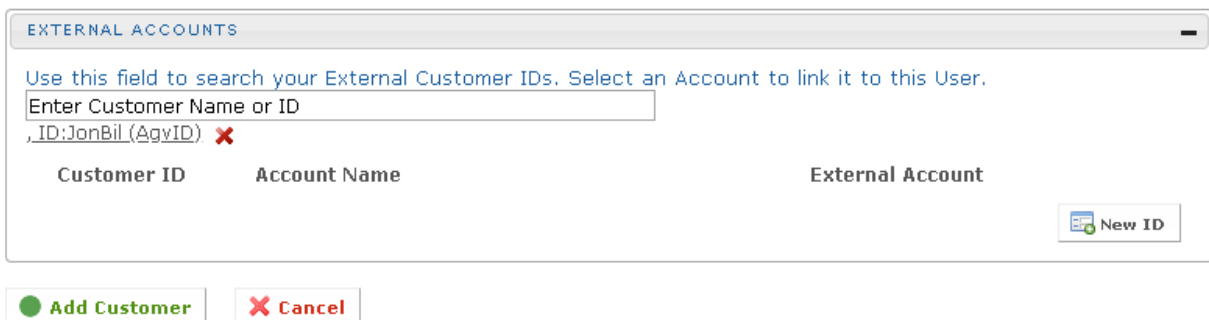 EXTERNAL ACCOUNTS
Use this field to search your External Customer IDs. Select an Account to link it to this User.
Enter Customer Name or ID
, ID:JonBil (AgvID)
Customer ID Account Name External Account
New ID
Add Customer Cancel